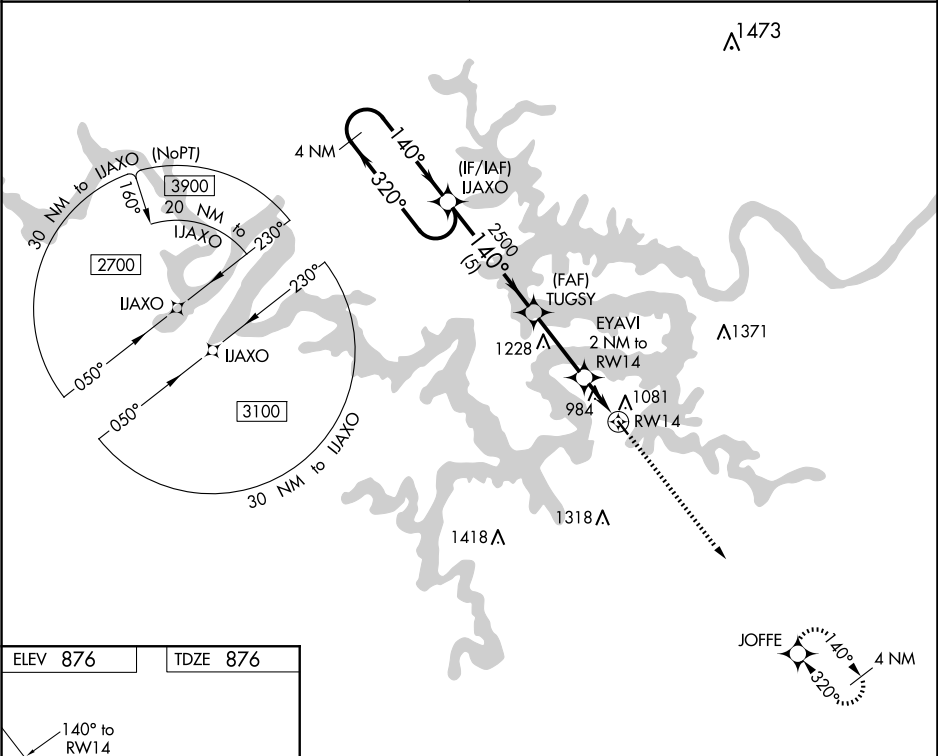 1473
30 NM to IJAXO (NoPT)
160°
3900
20 NM to
IJAXO
230°
2700
IJAXO
050°
230°
IJAXO
050°
3100
30 NM to IJAXO
4 NM
140°
320°
(IF/IAF)
IJAXO
2500
140°
(5)
(FAF)
TUGSY
1228
EYAVI
2 NM to
RW14
1371
984
1081
RW14
1318
1418
JOFFE
140°
320°
4 NM
ELEV 876
TDZE 876
140° to
RW14